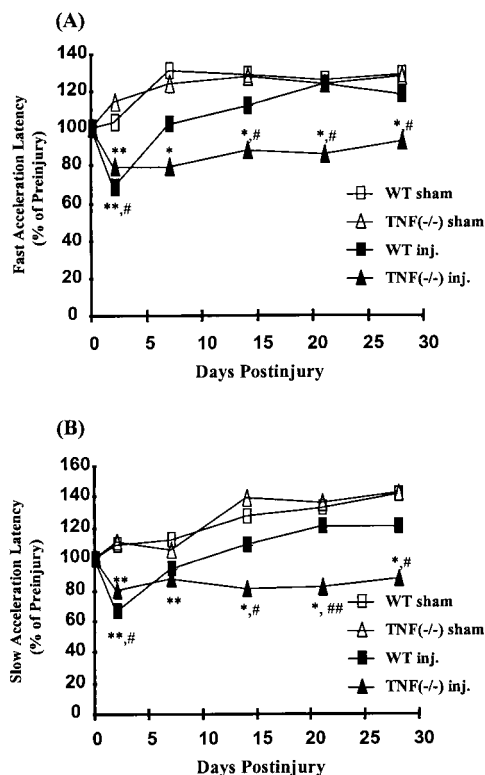 (A)
Fast Acceleration Latency
(% of Preinjury)
140
120
100
80
60
40
20
0
**
**,#
*
*,#
*,#
*,#
WT sham
TNF(-/-) sham
WT inj.
TNF(-/-) inj.
0 5 10 15 20 25 30
Days Postinjury
(B)
Slow Acceleration Latency
(% of Preinjury)
160
140
120
100
80
60
40
20
0
**
**,#
**
*,#
*, ##
*,#
WT sham
TNF(-/-) sham
WT inj.
TNF(-/-) inj.
0 5 10 15 20 25 30
Days Postinjury